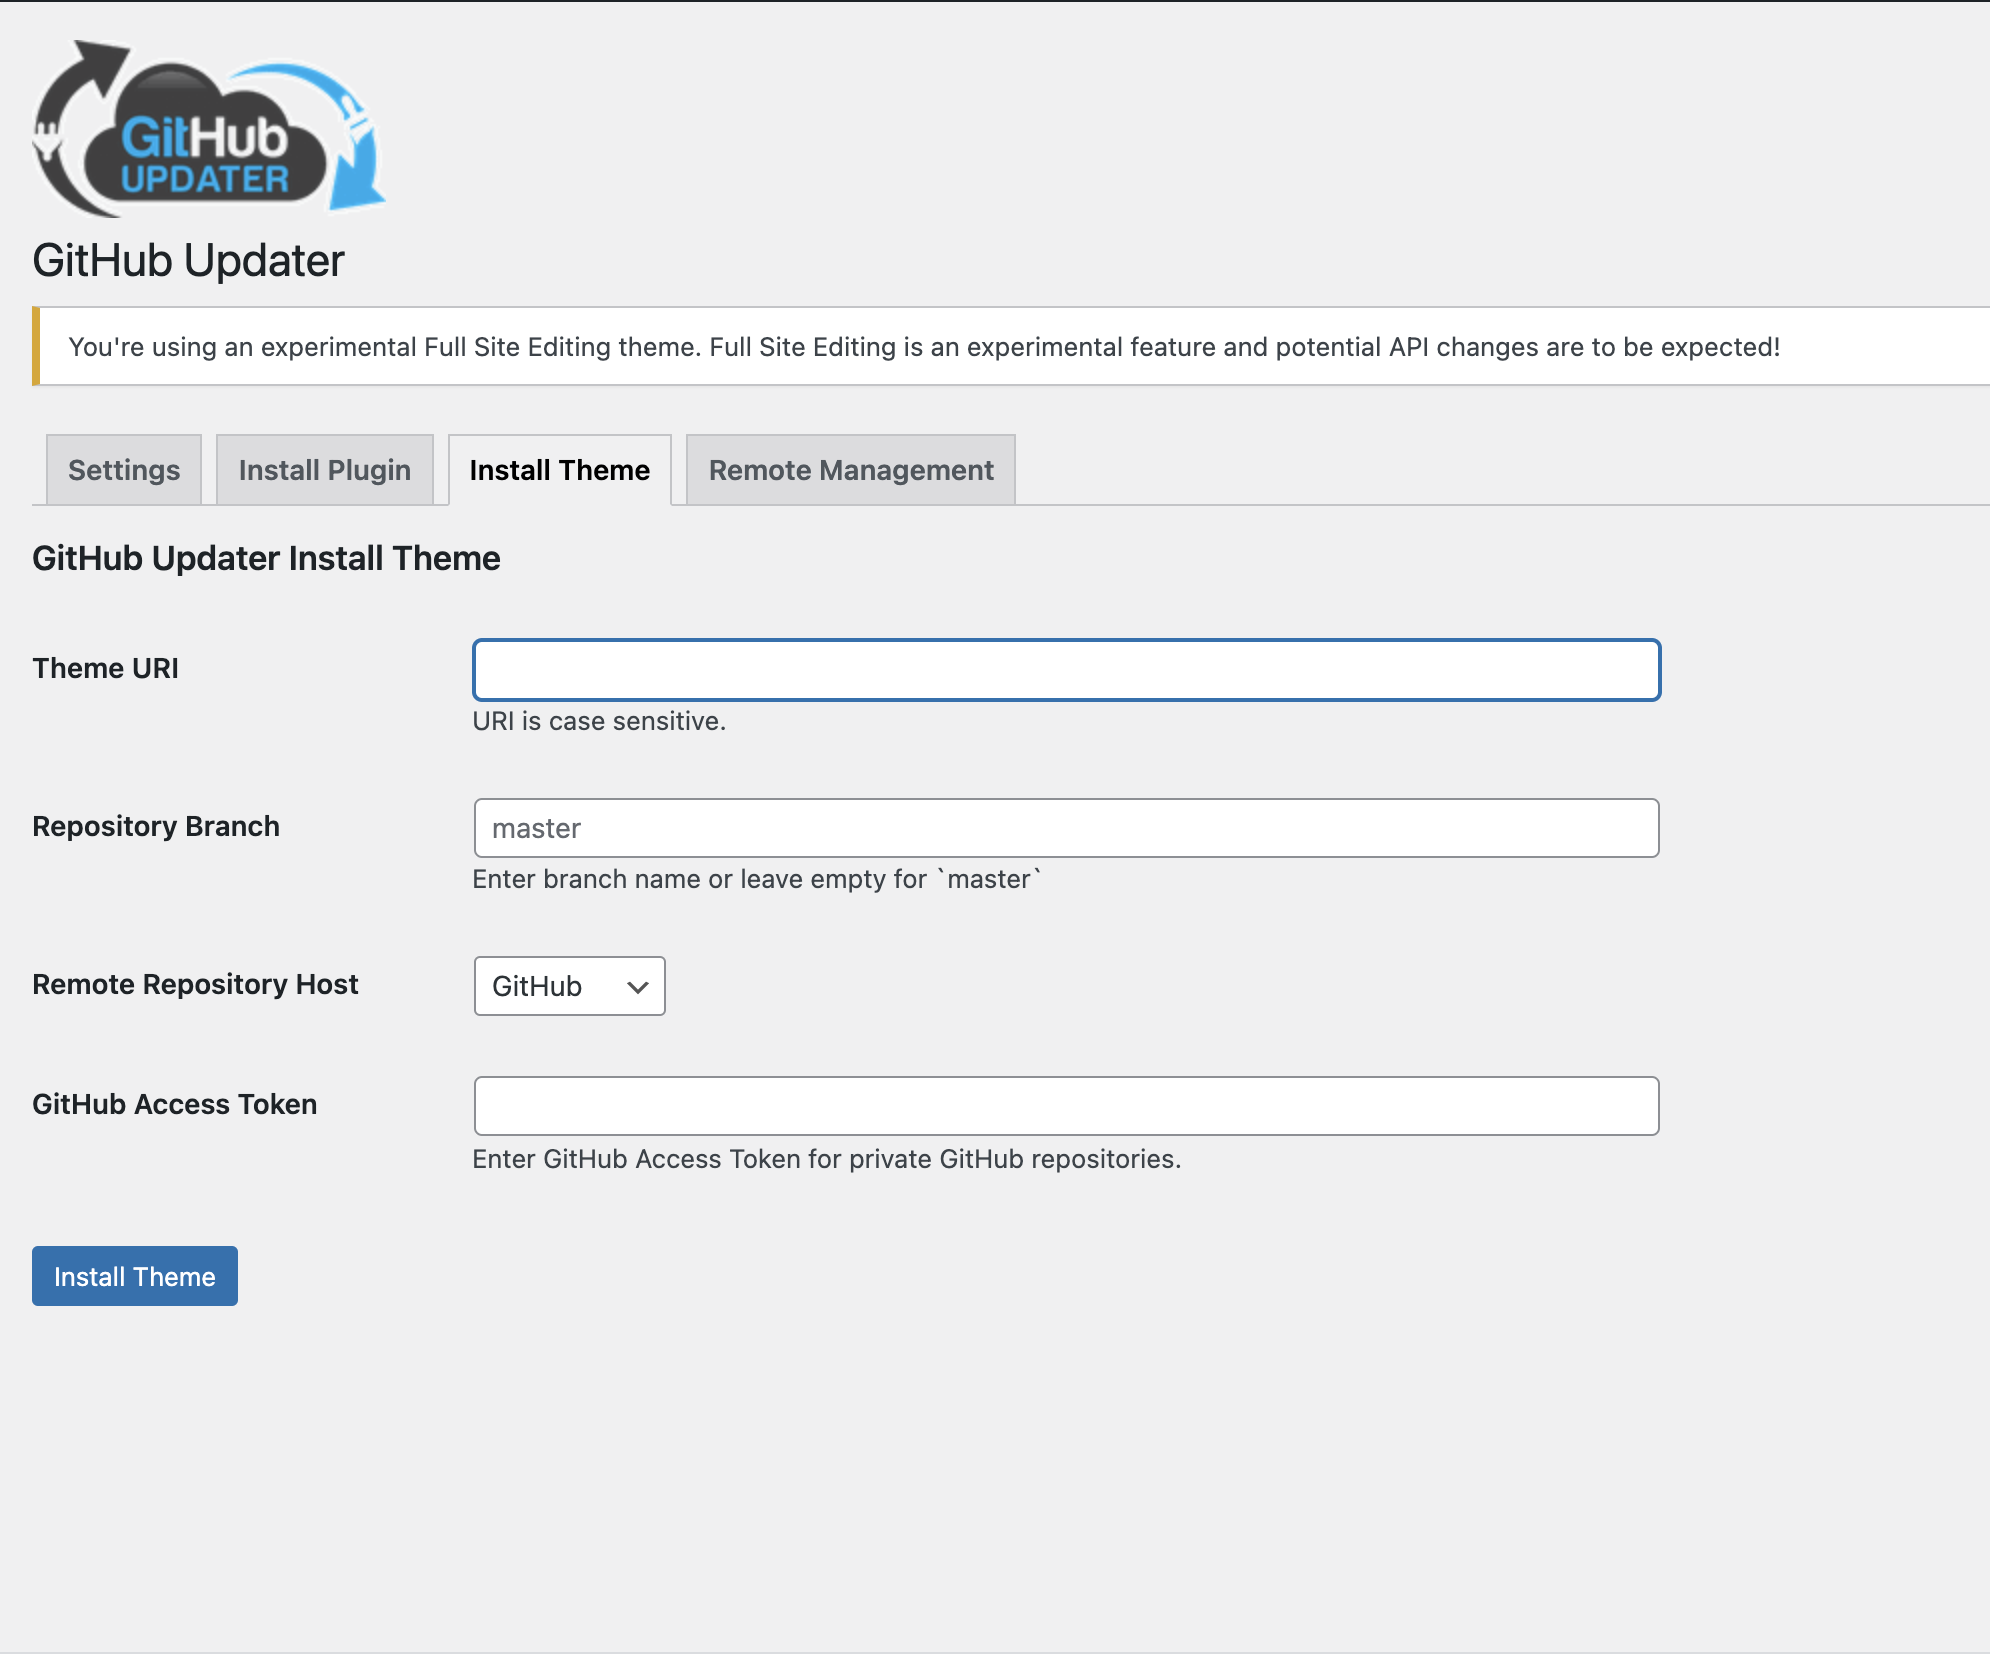 GitHub
UPDATER
GitHub Updater
You're using an experimental Full Site Editing theme. Full Site Editing is an experimental feature and potential API changes are to be expected!
Settings Install Plugin Install Theme Remote Management
GitHub Updater Install Theme
Theme URI
URI is case sensitive.
Repository Branch master
Enter branch name or leave empty for `master`
Remote Repository Host GitHub
GitHub Access Token
Enter GitHub Access Token for private GitHub repositories.
Install Theme